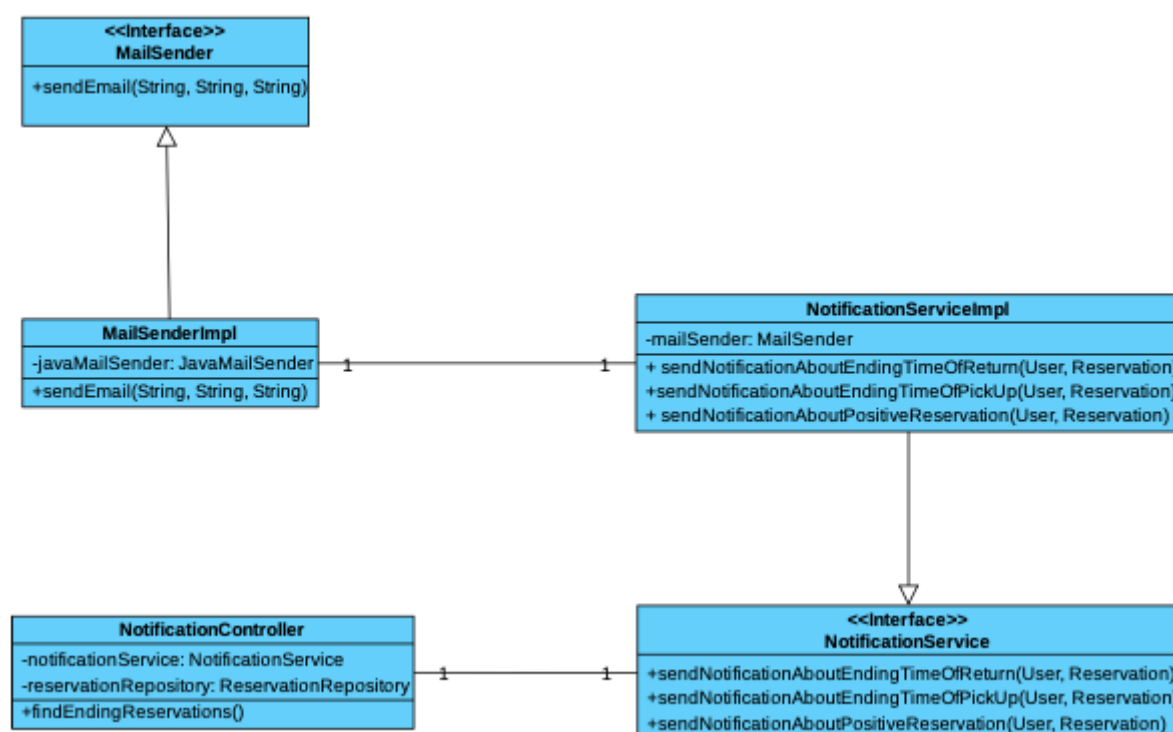 <<Interface>>
MailSender
+sendEmail(String, String, String)
MailSenderImpl
-javaMailSender: JavaMailSender
+sendEmail(String, String, String)
1
1
NotificationServiceImpl
-mailSender: MailSender
+ sendNotificationAboutEndingTimeOfReturn(User, Reservation)
+sendNotificationAboutEndingTimeOfPickUp(User, Reservation)
+ sendNotificationAboutPositiveReservation(User, Reservation)
NotificationController
-notificationService: NotificationService
-reservationRepository: ReservationRepository
+findEndingReservations()
1
1
<<Interface>>
NotificationService
+sendNotificationAboutEndingTimeOfReturn(User, Reservation)
+sendNotificationAboutEndingTimeOfPickUp(User, Reservation)
+sendNotificationAboutPositiveReservation(User, Reservation)